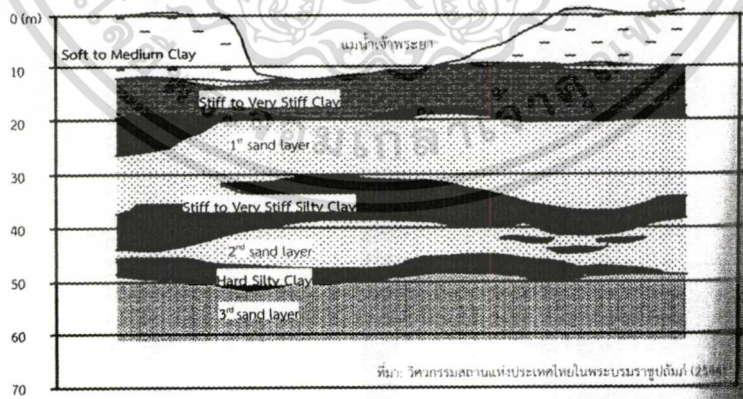 0 (m)
แม่น้ำเจ้าพระยา
Soft to Medium Clay
10
Stiff to Very Stiff Clay
20
1st sand layer
30
Stiff to Very Stiff Silty Clay
40
2nd sand layer
Hard Silty Clay
50
3rd sand layer
60
ที่มา: วิศวกรรมสถานแห่งประเทศไทยในพระบรมราชูปถัมภ์
70